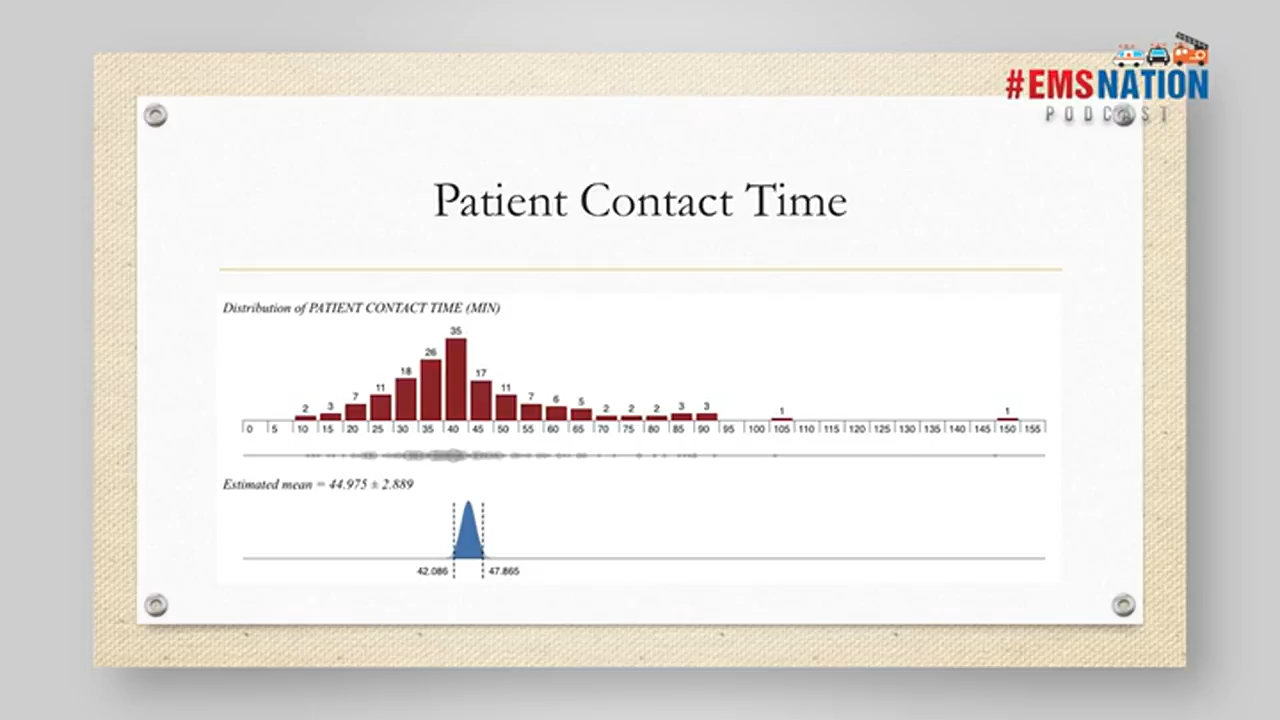 #EMSNATION
PODCAST
Patient Contact Time
Distribution of PATIENT CONTACT TIME (MIN)
2 3 7 11 18 26 35 17 11 7 6 5 2 2 2 3 3 1 1
0 5 10 15 20 25 30 35 40 45 50 55 60 65 70 75 80 85 90 95 100 105 110 115 120 125 130 135 140 145 150 155
Estimated mean = 44.975 ± 2.889
42.086 47.865